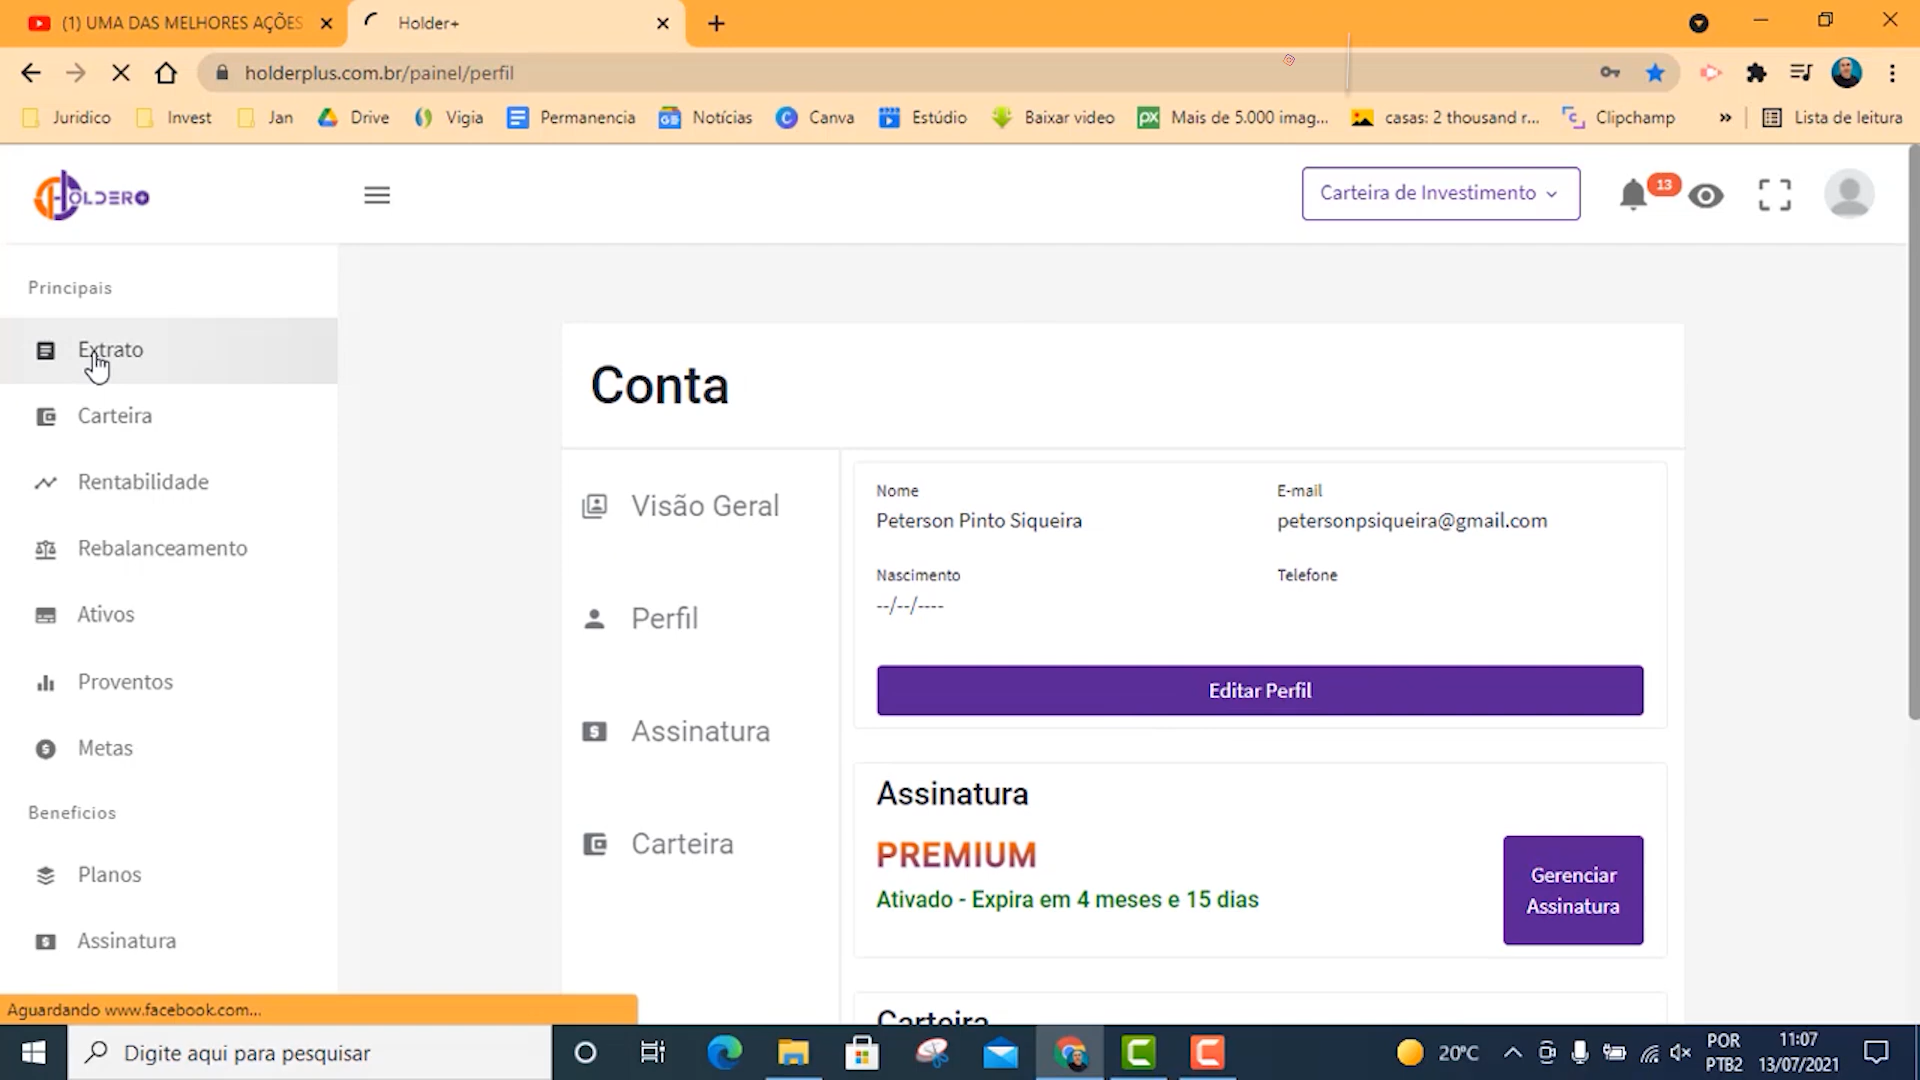 (1) UMA DAS MELHORES AÇÕES
Holder+
holderplus.com.br/painel/perfil
Juridico
Invest
Jan
Drive
Vigia
Permanencia
Notícias
Canva
Estúdio
Baixar video
Mais de 5.000 imag...
casas: 2 thousand r...
Clipchamp
»
Lista de leitura
HOLDER+
Carteira de Investimento
13
Principais
Extrato
Carteira
Rentabilidade
Rebalanceamento
Ativos
Proventos
Metas
Beneficios
Planos
Assinatura
Conta
Visão Geral
Perfil
Assinatura
Carteira
Nome
Peterson Pinto Siqueira
E-mail
petersonpsiqueira@gmail.com
Nascimento
--/--/----
Telefone
Editar Perfil
Assinatura
PREMIUM
Ativado - Expira em 4 meses e 15 dias
Gerenciar
Assinatura
Carteira
Aguardando www.facebook.com...
Digite aqui para pesquisar
20°C
POR
PTB2
11:07
13/07/2021